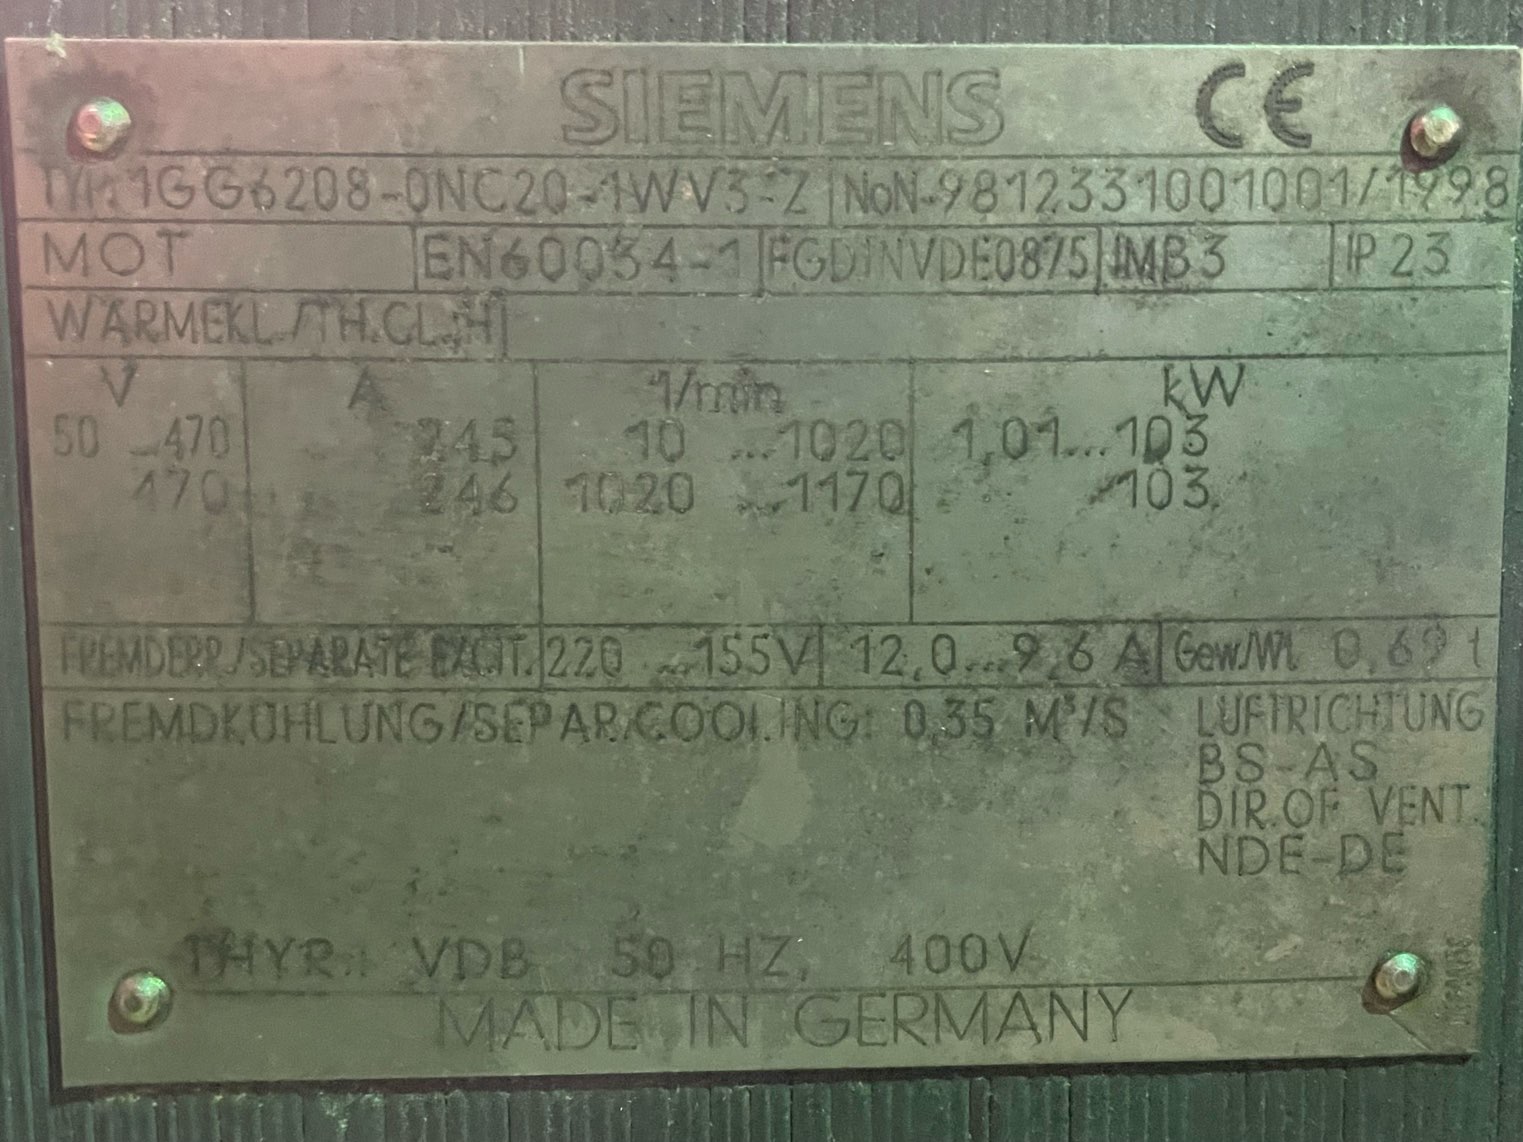 SIEMENS CE
TYP: 1GG6208-0NC20-1WV3-Z NoN-9812331001001/1998
MOT EN60034-1 FGDINVDE0875 IMB3 IP23
WÄRMEKL./TH.CL.:H
V A 1/min kW
50 ...470 245 10 ...1020 1,01...103
470 246 1020 ...1170 103
FREMDERR./SEPARATE EXCIT. 220 ...155V 12,0...9,6 A Gew./Wt. 0,69 t
FREMDKÜHLUNG/SEPAR.COOLING: 0,35 M³/S LUFTRICHTUNG
BS-AS
DIR.OF VENT.
NDE-DE
THYR.: VDB 50 HZ, 400V
MADE IN GERMANY